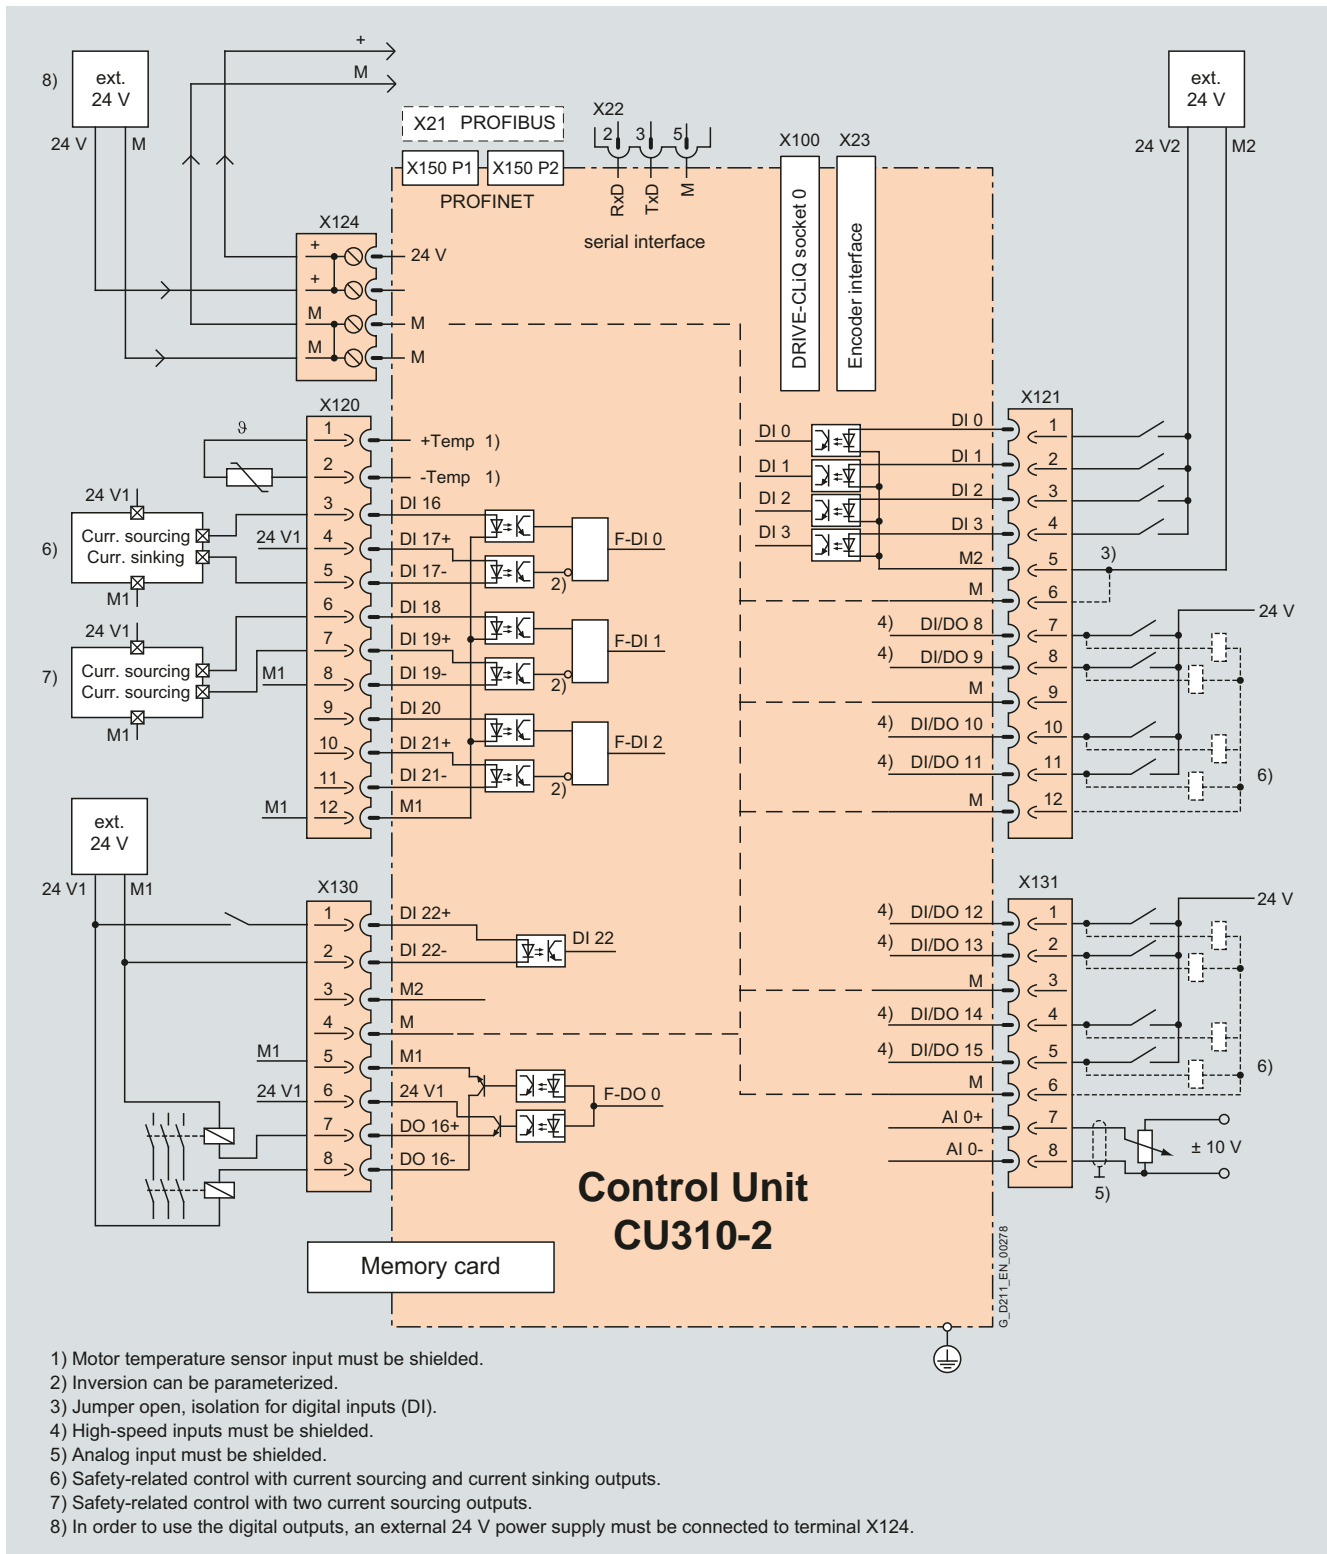 +
M
8)
ext.
24 V
24 V
M
X21 PROFIBUS
X150 P1
X150 P2
PROFINET
X22
2
3
5
RxD
TxD
M
serial interface
X100
X23
DRIVE-CLiQ socket 0
Encoder interface
ext.
24 V
24 V2
M2
X124
+
24 V
+
M
M
M
M
X120
ϑ
1
+Temp 1)
2
-Temp 1)
24 V1
6)
Curr. sourcing
Curr. sinking
M1
3
DI 16
24 V1
4
DI 17+
5
DI 17-
2)
F-DI 0
24 V1
7)
Curr. sourcing
Curr. sourcing
M1
6
DI 18
7
DI 19+
M1
8
DI 19-
2)
F-DI 1
9
DI 20
10
DI 21+
11
DI 21-
2)
F-DI 2
M1
12
M1
ext.
24 V
24 V1
M1
X130
1
DI 22+
2
DI 22-
DI 22
3
M2
4
M
M1
5
M1
24 V1
6
24 V1
7
DO 16+
8
DO 16-
F-DO 0
X121
DI 0
DI 0
1
DI 1
DI 1
2
DI 2
DI 2
3
DI 3
DI 3
4
M2
5
3)
M
6
24 V
4)
DI/DO 8
7
4)
DI/DO 9
8
M
9
4)
DI/DO 10
10
4)
DI/DO 11
11
6)
M
12
X131
24 V
4)
DI/DO 12
1
4)
DI/DO 13
2
M
3
4)
DI/DO 14
4
4)
DI/DO 15
5
6)
M
6
AI 0+
7
AI 0-
8
± 10 V
5)
Control Unit
CU310-2
Memory card
G_D211_EN_00278
1) Motor temperature sensor input must be shielded.
2) Inversion can be parameterized.
3) Jumper open, isolation for digital inputs (DI).
4) High-speed inputs must be shielded.
5) Analog input must be shielded.
6) Safety-related control with current sourcing and current sinking outputs.
7) Safety-related control with two current sourcing outputs.
8) In order to use the digital outputs, an external 24 V power supply must be connected to terminal X124.